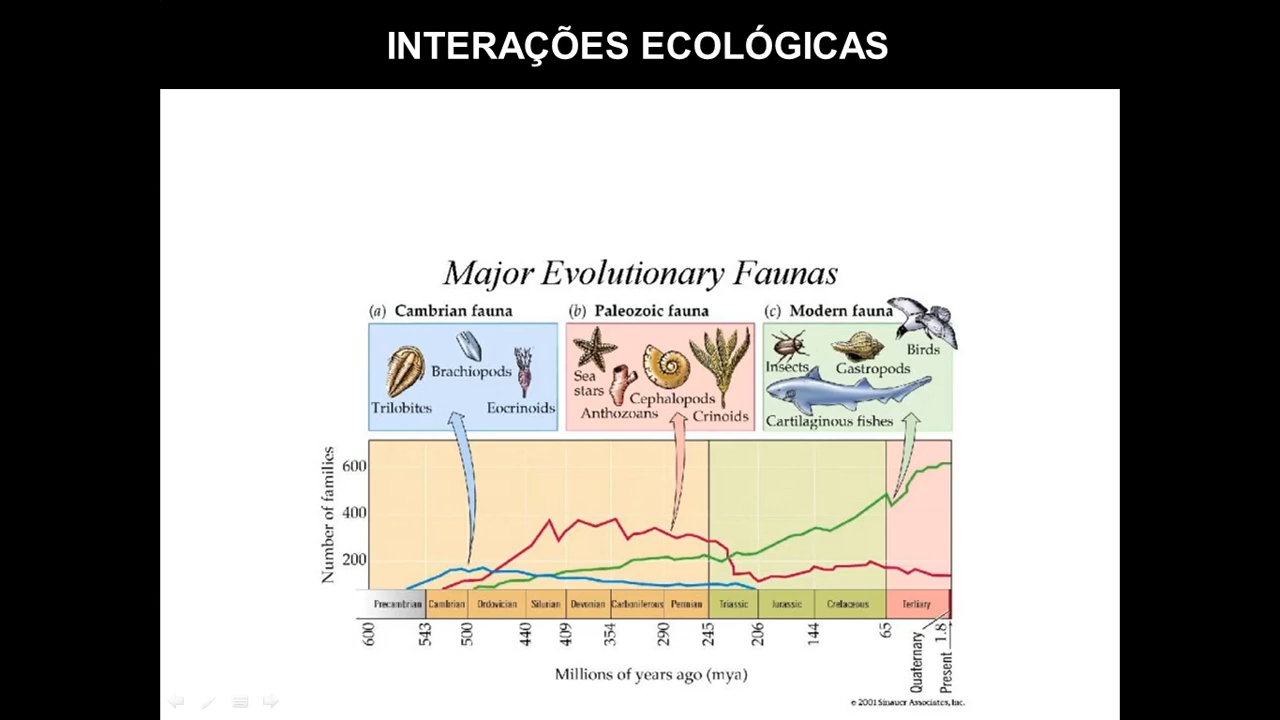 INTERAÇÕES ECOLÓGICAS
Major Evolutionary Faunas
(a) Cambrian fauna
(b) Paleozoic fauna
(c) Modern fauna
Trilobites
Brachiopods
Eocrinoids
Sea
stars
Anthozoans
Cephalopods
Crinoids
Insects
Gastropods
Birds
Cartilaginous fishes
Number of families
600
400
200
Precambrian
Cambrian
Ordovician
Silurian
Devonian
Carboniferous
Permian
Triassic
Jurassic
Cretaceous
Tertiary
600
543
500
440
409
354
290
245
206
144
65
1.8
Quaternary
Present
Millions of years ago (mya)
© 2001 Sinauer Associates, Inc.